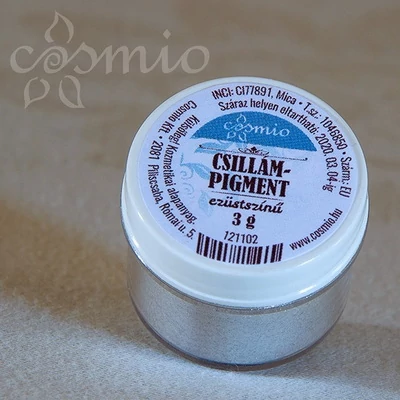 cosmio
INCI: CI77891, Mica • T.sz: 1046850 • Szárm: EU
Száraz helyen eltartható: 2020. 03. 04-ig
cosmio
CSILLÁM-
PIGMENT
ezüstszínű
3 g
121102
www.cosmio.hu
Külsőleg! Kozmetikai alapanyag.
Cosmio Kft. • 2081
Piliscsaba, Római u. 5.